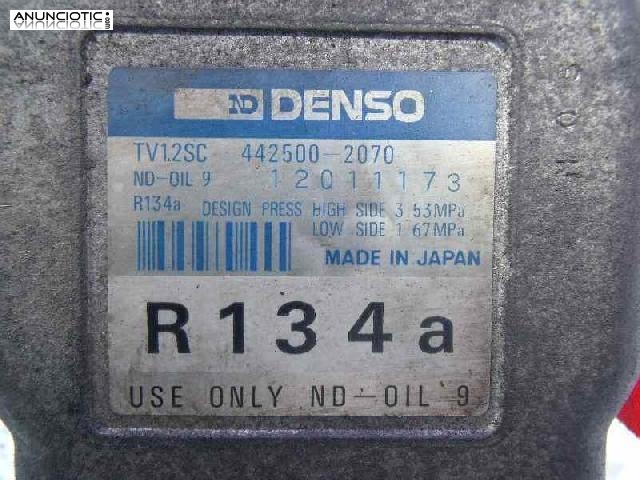 ANUNCIOTIC.com
ND DENSO
TV12SC 442500-2070
ND-OIL 9 12011173
R134a DESIGN PRESS HIGH SIDE 3 53MPa
LOW SIDE 1 67MPa
MADE IN JAPAN
R134a
USE ONLY ND-OIL 9